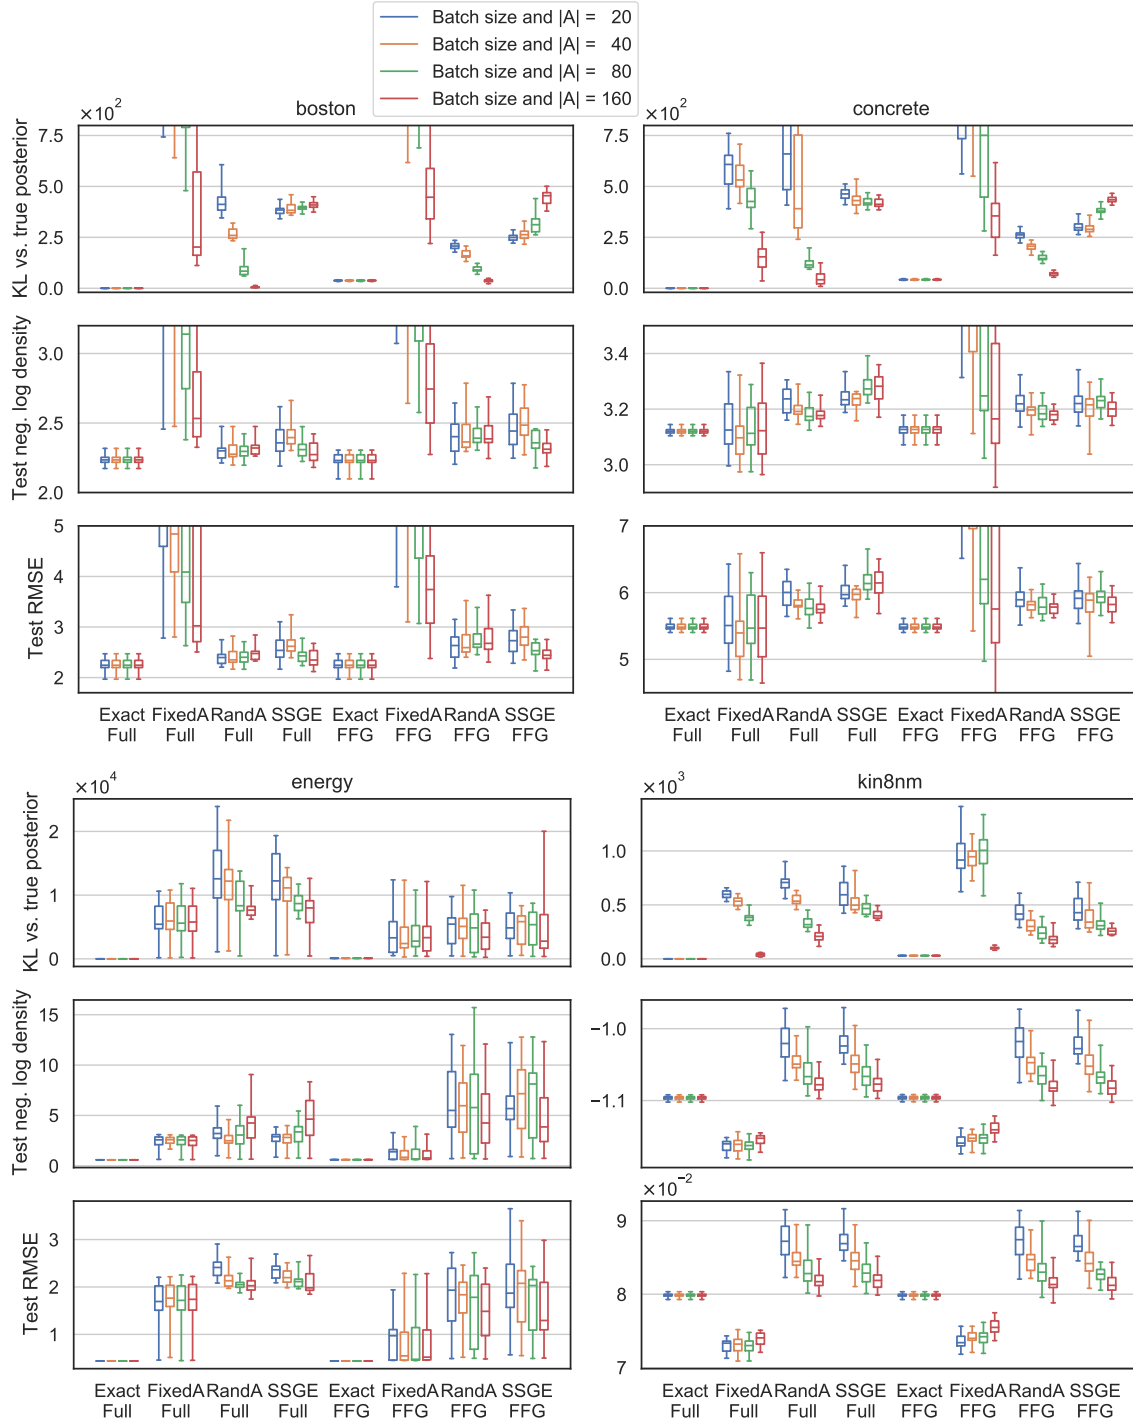 Batch size and |A| = 20
Batch size and |A| = 40
Batch size and |A| = 80
Batch size and |A| = 160
×10²
boston
KL vs. true posterior
7.5
5.0
2.5
0.0
×10²
concrete
7.5
5.0
2.5
0.0
Test neg. log density
3.0
2.5
2.0
3.4
3.2
3.0
Test RMSE
5
4
3
2
7
6
5
Exact FixedA RandA SSGE Exact FixedA RandA SSGE
Full Full Full Full FFG FFG FFG FFG
Exact FixedA RandA SSGE Exact FixedA RandA SSGE
Full Full Full Full FFG FFG FFG FFG
×10⁴
energy
KL vs. true posterior
2
1
0
×10³
kin8nm
1.0
0.5
0.0
Test neg. log density
15
10
5
0
−1.0
−1.1
Test RMSE
3
2
1
×10⁻²
9
8
7
Exact FixedA RandA SSGE Exact FixedA RandA SSGE
Full Full Full Full FFG FFG FFG FFG
Exact FixedA RandA SSGE Exact FixedA RandA SSGE
Full Full Full Full FFG FFG FFG FFG